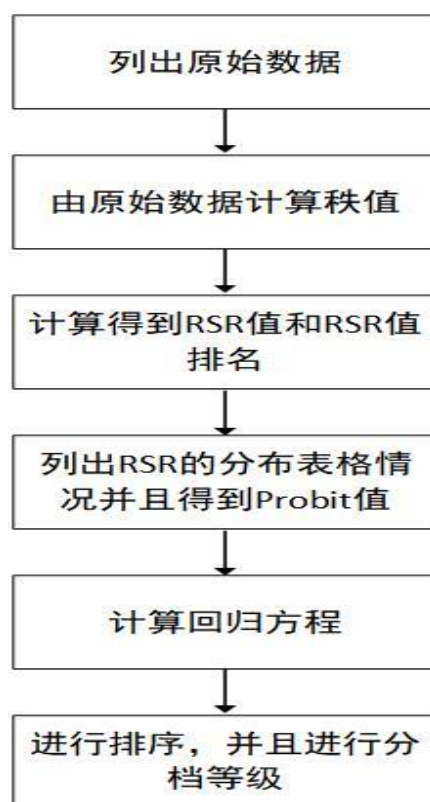 列出原始数据
由原始数据计算秩值
计算得到RSR值和RSR值
排名
列出RSR的分布表格情
况并且得到Probit值
计算回归方程
进行排序，并且进行分
档等级